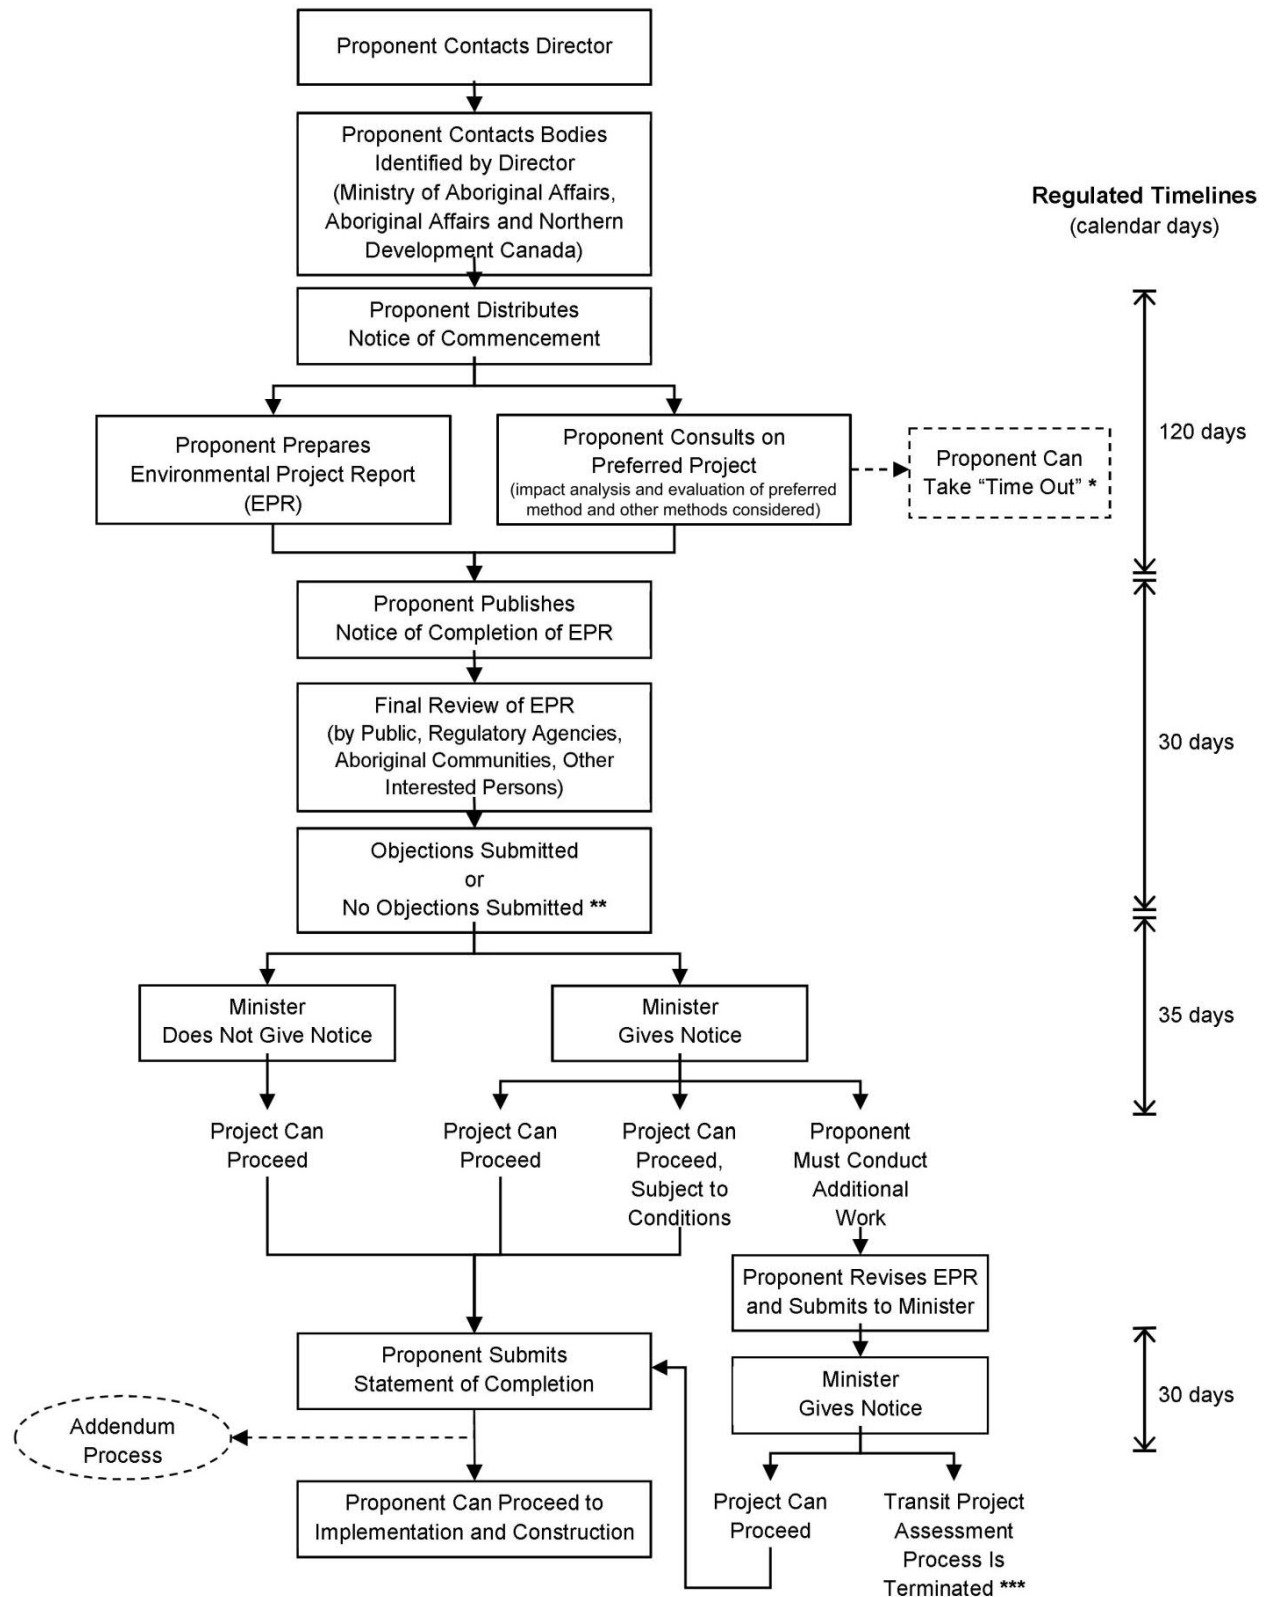 Proponent Contacts Director
Proponent Contacts Bodies
Identified by Director
(Ministry of Aboriginal Affairs,
Aboriginal Affairs and Northern
Development Canada)
Regulated Timelines
(calendar days)
Proponent Distributes
Notice of Commencement
Proponent Prepares
Environmental Project Report
(EPR)
Proponent Consults on
Preferred Project
(impact analysis and evaluation of preferred
method and other methods considered)
Proponent Can
Take “Time Out” *
120 days
Proponent Publishes
Notice of Completion of EPR
Final Review of EPR
(by Public, Regulatory Agencies,
Aboriginal Communities, Other
Interested Persons)
30 days
Objections Submitted
or
No Objections Submitted **
Minister
Does Not Give Notice
Minister
Gives Notice
35 days
Project Can
Proceed
Project Can
Proceed
Project Can
Proceed,
Subject to
Conditions
Proponent
Must Conduct
Additional
Work
Proponent Revises EPR
and Submits to Minister
Proponent Submits
Statement of Completion
Minister
Gives Notice
30 days
Addendum
Process
Proponent Can Proceed to
Implementation and Construction
Project Can
Proceed
Transit Project
Assessment
Process Is
Terminated ***